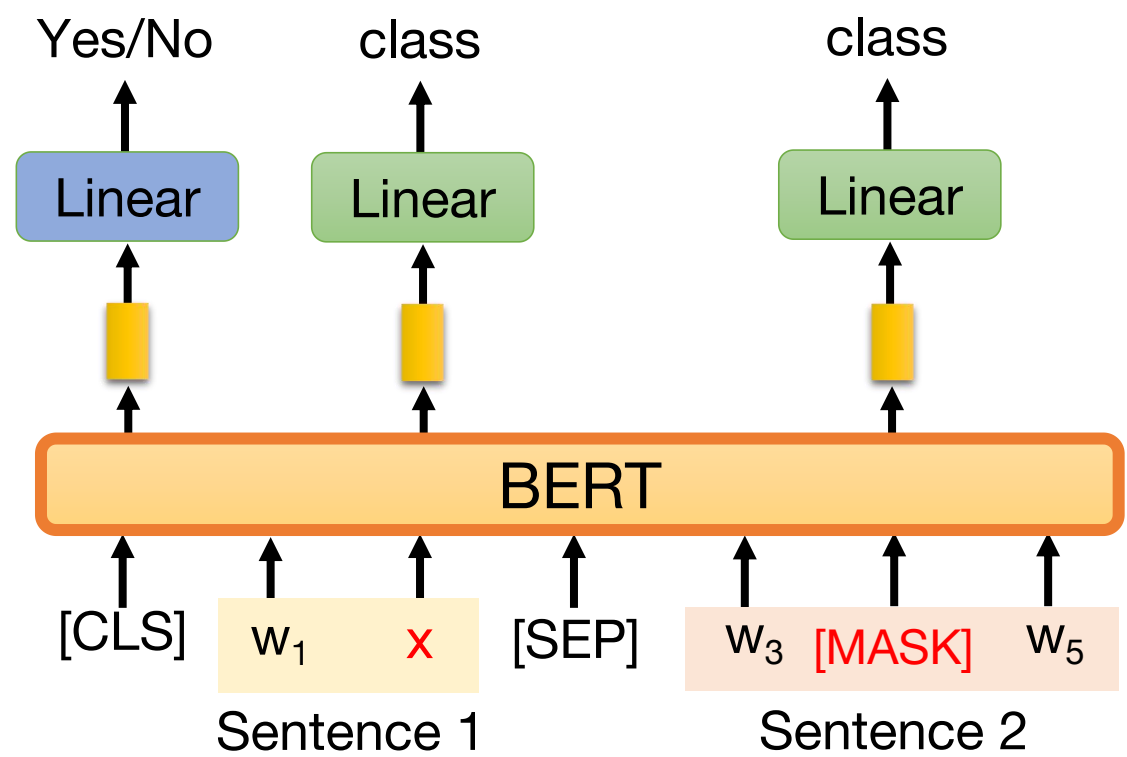 Yes/No class class
Linear Linear Linear
BERT
[CLS] w₁ x [SEP] w₃ [MASK] w₅
Sentence 1 Sentence 2